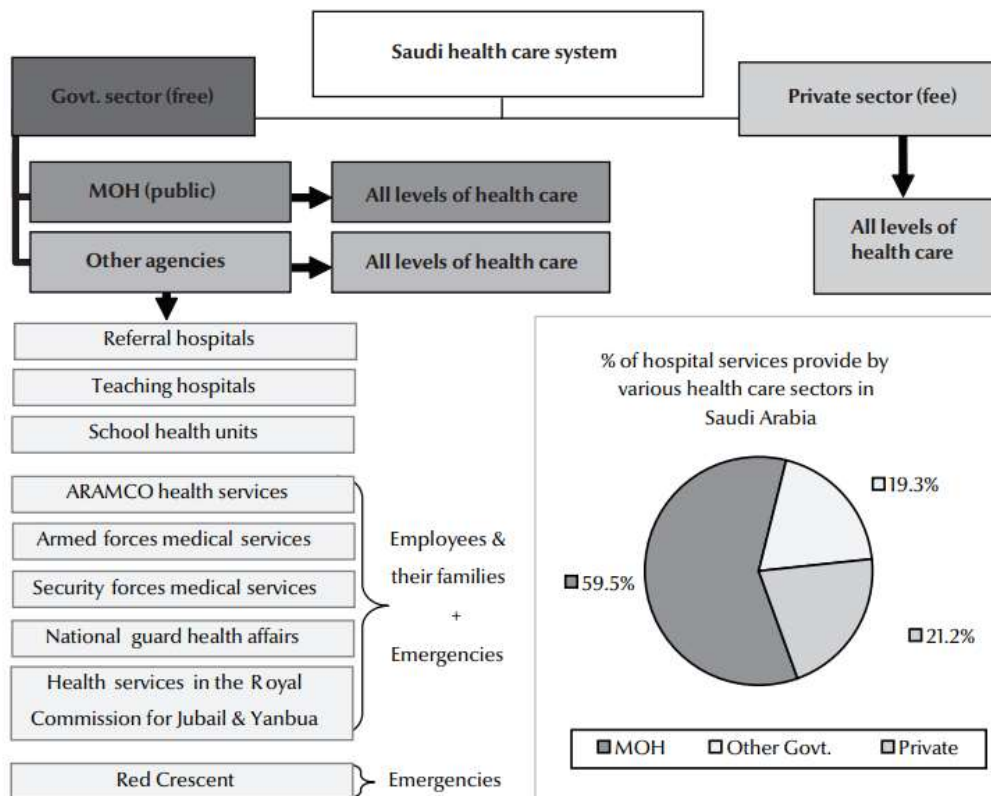 Saudi health care system
Govt. sector (free)
Private sector (fee)
MOH (public)
All levels of health care
All levels of
health care
Other agencies
All levels of health care
Referral hospitals
Teaching hospitals
School health units
ARAMCO health services
Armed forces medical services
Security forces medical services
National guard health affairs
Health services in the Royal
Commission for Jubail & Yanbua
Employees &
their families
+
Emergencies
Red Crescent
Emergencies
% of hospital services provide by
various health care sectors in
Saudi Arabia
19.3%
59.5%
21.2%
MOH
Other Govt.
Private